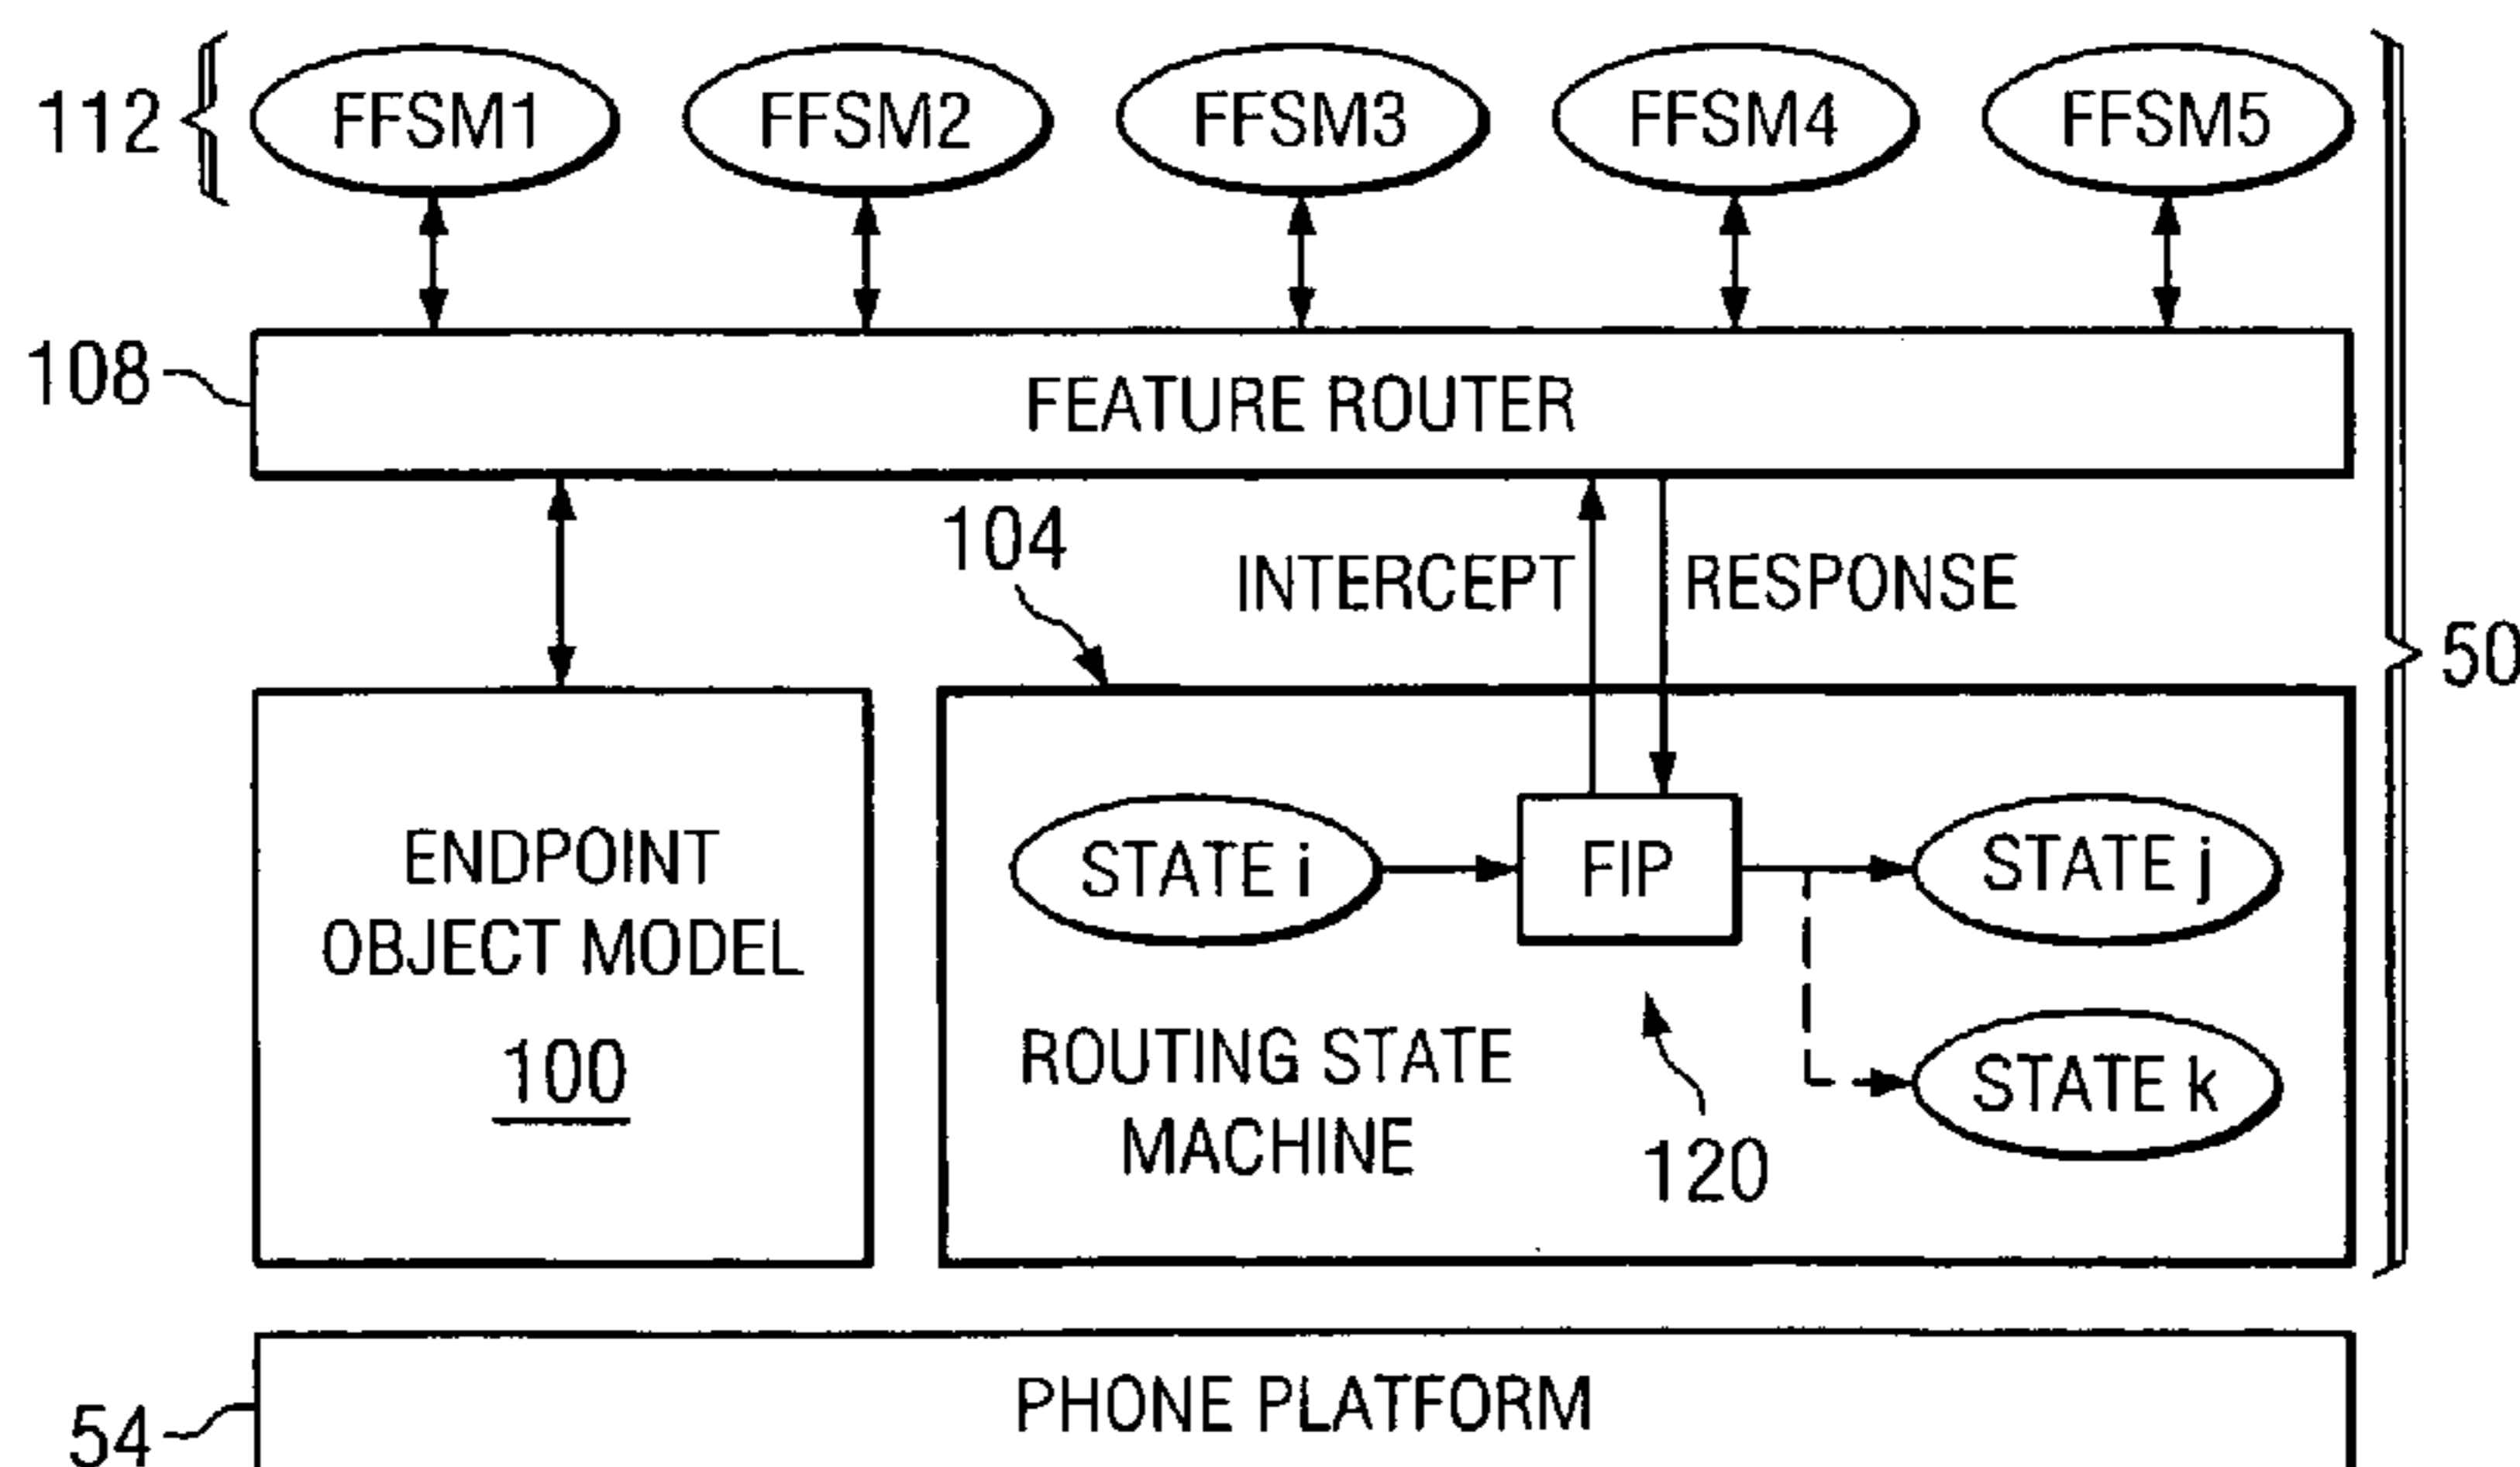 112
FFSM1
FFSM2
FFSM3
FFSM4
FFSM5
108
FEATURE ROUTER
104
INTERCEPT
RESPONSE
50
ENDPOINT
OBJECT MODEL
100
STATE i
FIP
STATE j
ROUTING STATE
MACHINE
STATE k
120
PHONE PLATFORM
54